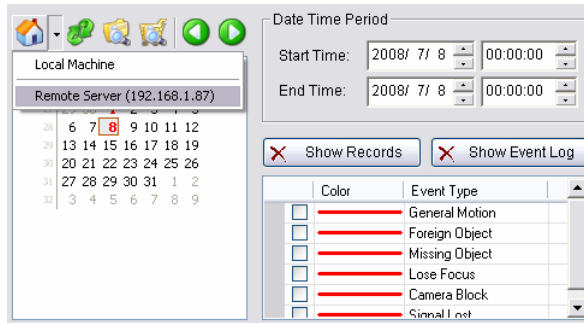 Date Time Period
Start Time: 2008/ 7/ 8 00:00:00
End Time: 2008/ 7/ 8 00:00:00
Local Machine
Remote Server (192.168.1.87)
28 6 7 8 9 10 11 12
29 13 14 15 16 17 18 19
30 20 21 22 23 24 25 26
31 27 28 29 30 31 1 2
32 3 4 5 6 7 8 9
Show Records
Show Event Log
Color Event Type
General Motion
Foreign Object
Missing Object
Lose Focus
Camera Block
Signal Lost